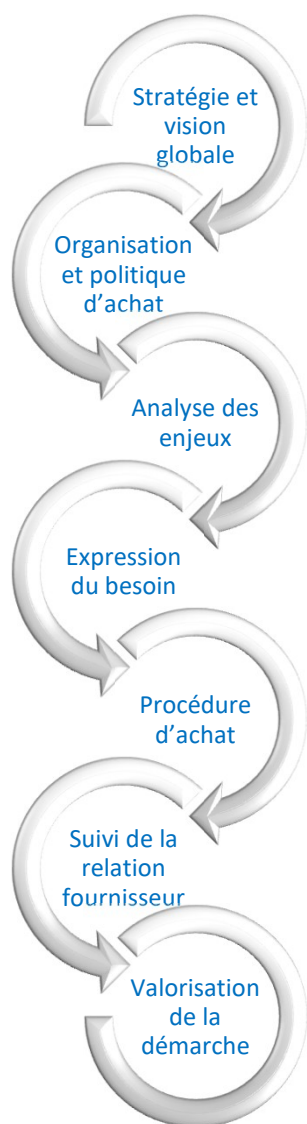 Stratégie et
vision
globale
Organisation
et politique
d’achat
Analyse des
enjeux
Expression
du besoin
Procédure
d’achat
Suivi de la
relation
fournisseur
Valorisation
de la
démarche